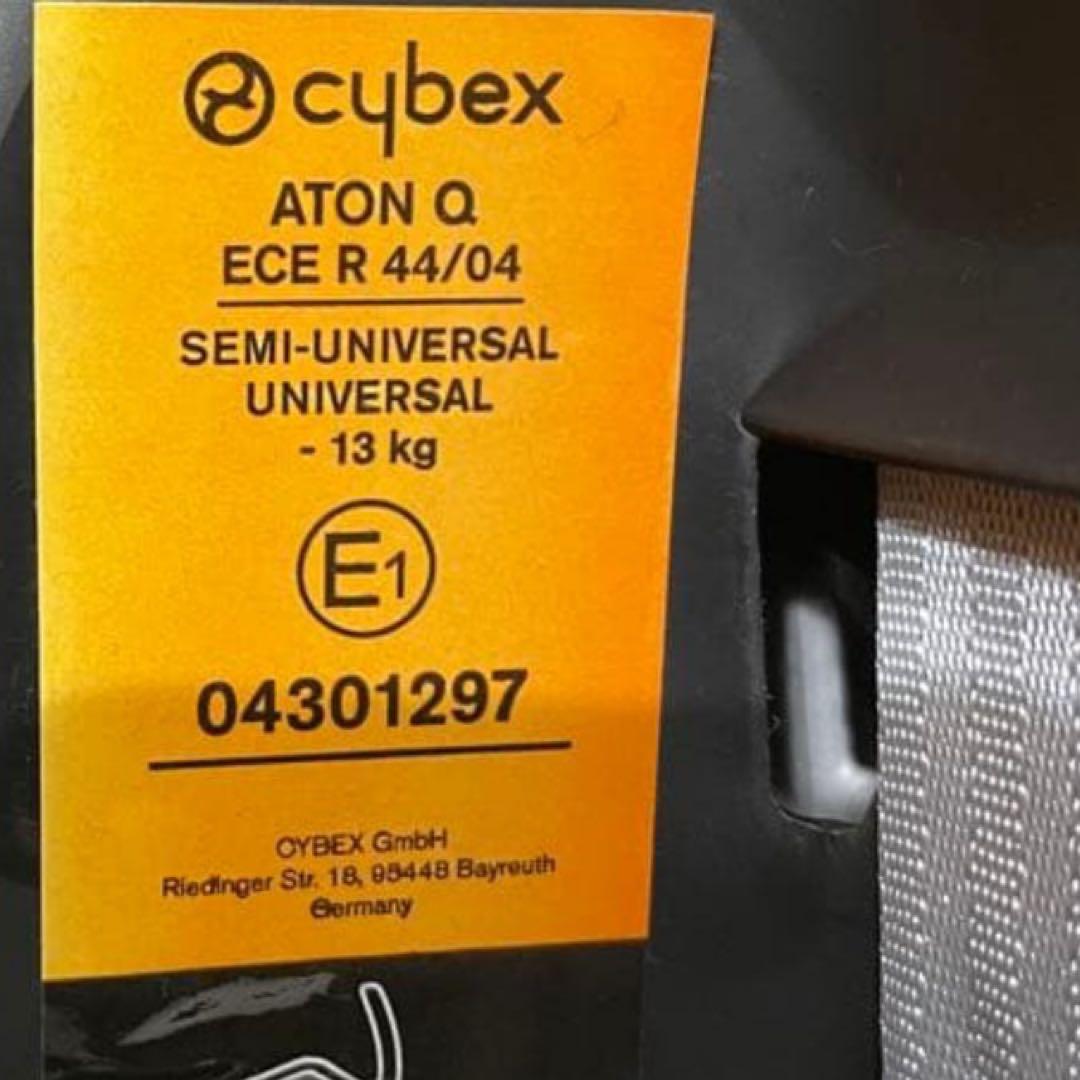 cybex
ATON Q
ECE R 44/04
SEMI-UNIVERSAL
UNIVERSAL
- 13 kg
E1
04301297
CYBEX GmbH
Riedinger Str. 18, 95448 Bayreuth
Germany